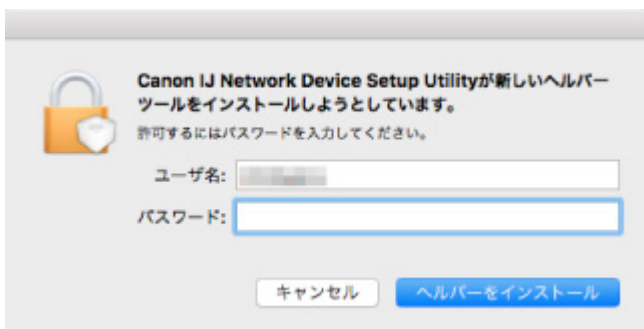 Canon IJ Network Device Setup Utilityが新しいヘルパー
ツールをインストールしようとしています。
許可するにはパスワードを入力してください。
ユーザ名:
パスワード:
キャンセル
ヘルパーをインストール